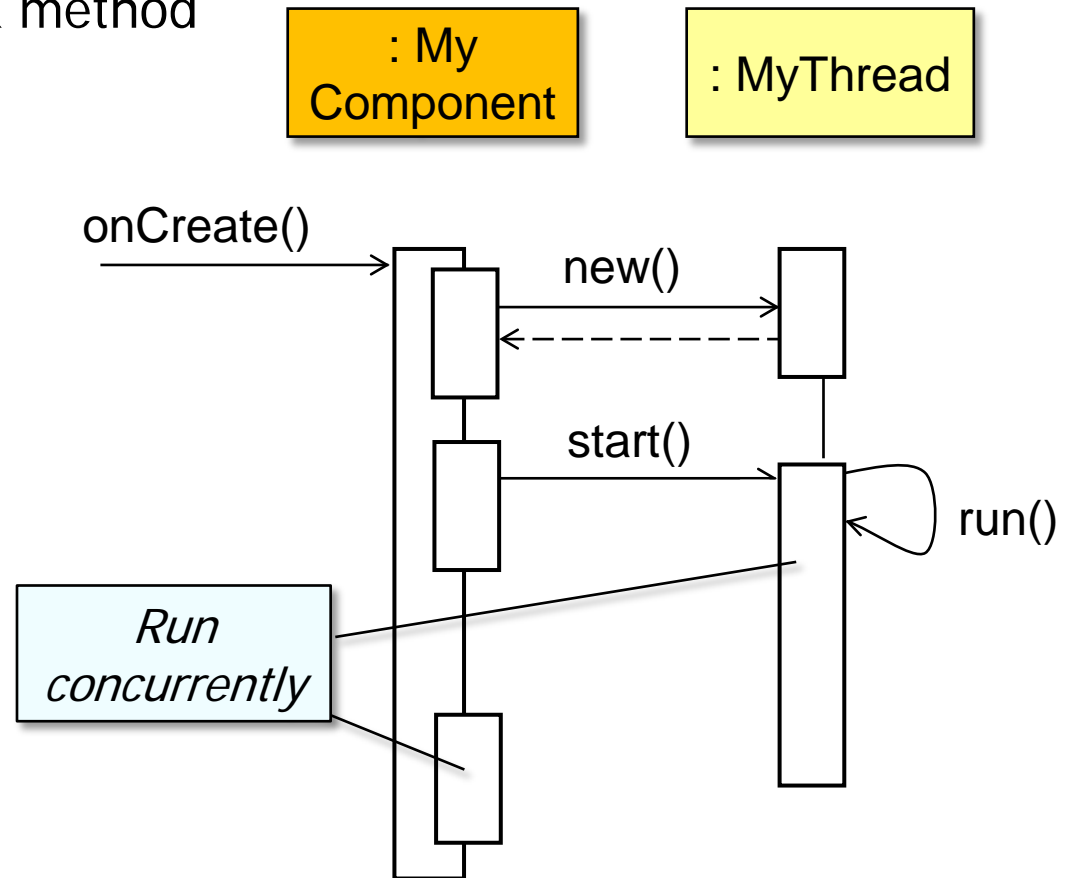 method
: My
Component
: MyThread
onCreate()
new()
start()
run()
Run
concurrently